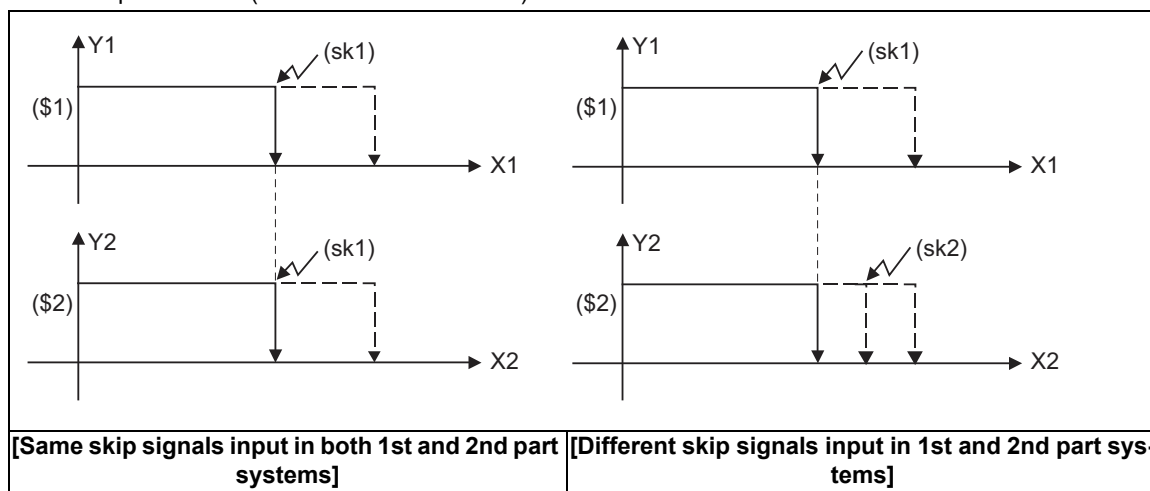 Y1
(sk1)
($1)
X1
Y2
(sk1)
($2)
X2
Y1
(sk1)
($1)
X1
Y2
(sk2)
($2)
X2
[Same skip signals input in both 1st and 2nd part
systems]
[Different skip signals input in 1st and 2nd part sys-
tems]